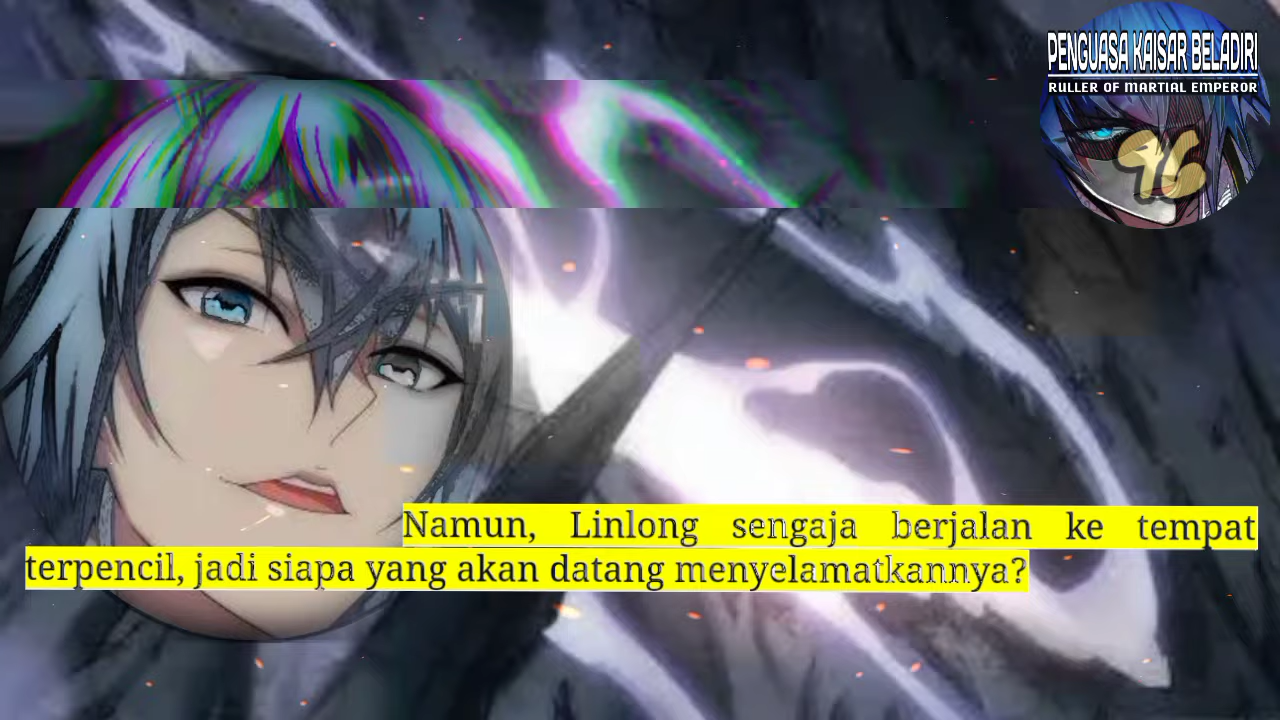 PENGUASA KAISAR BELADIRI
RULLER OF MARTIAL EMPEROR
96
Namun, Linlong sengaja berjalan ke tempat
terpencil, jadi siapa yang akan datang menyelamatkannya?